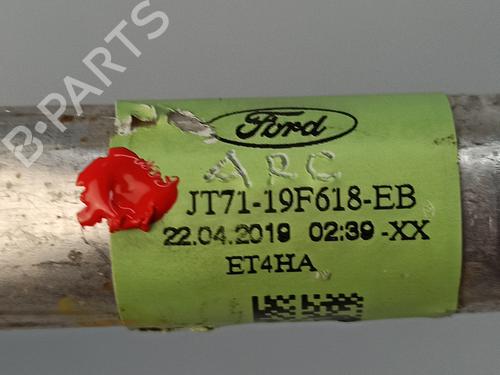 B-PARTS
Ford
ARC
JT71-19F618-EB
22.04.2019 02:39-XX
ET4HA